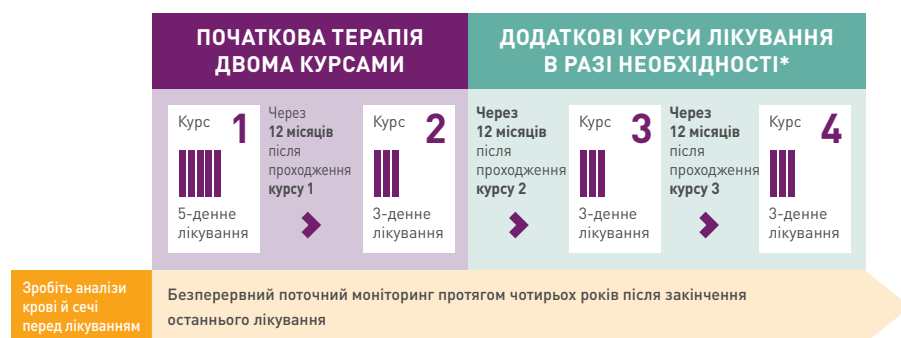 ПОЧАТКОВА ТЕРАПІЯ
ДВОМА КУРСАМИ
ДОДАТКОВІ КУРСИ ЛІКУВАННЯ
В РАЗІ НЕОБХІДНОСТІ*
Курс 1
5-денне
лікування
Через
12 місяців
після
проходження
курсу 1
Курс 2
3-денне
лікування
Через
12 місяців
після
проходження
курсу 2
Курс 3
3-денне
лікування
Через
12 місяців
після
проходження
курсу 3
Курс 4
3-денне
лікування
Зробіть аналізи
крові й сечі
перед лікуванням
Безперервний поточний моніторинг протягом чотирьох років після закінчення
останнього лікування